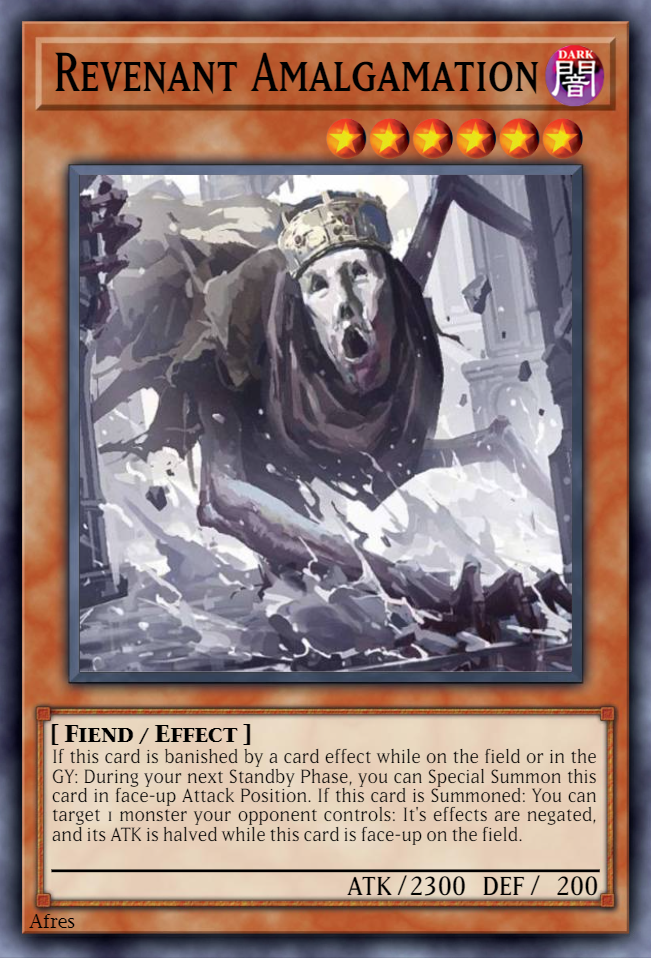 Revenant Amalgamation
DARK
闇
[ Fiend / Effect ]
If this card is banished by a card effect while on the field or in the
GY: During your next Standby Phase, you can Special Summon this
card in face-up Attack Position. If this card is Summoned: You can
target 1 monster your opponent controls: It's effects are negated,
and its ATK is halved while this card is face-up on the field.
ATK / 2300 DEF / 200
Afres